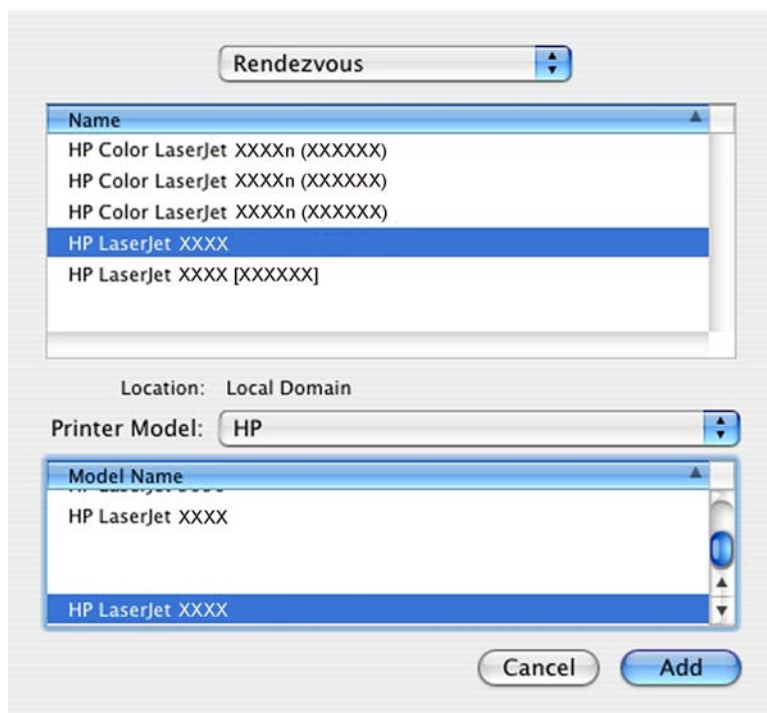 Rendezvous
Name
HP Color LaserJet XXXXn (XXXXXX)
HP Color LaserJet XXXXn (XXXXXX)
HP Color LaserJet XXXXn (XXXXXX)
HP LaserJet XXXX
HP LaserJet XXXX [XXXXXX]
Location: Local Domain
Printer Model: HP
Model Name
HP LaserJet XXXX
HP LaserJet XXXX
Cancel Add